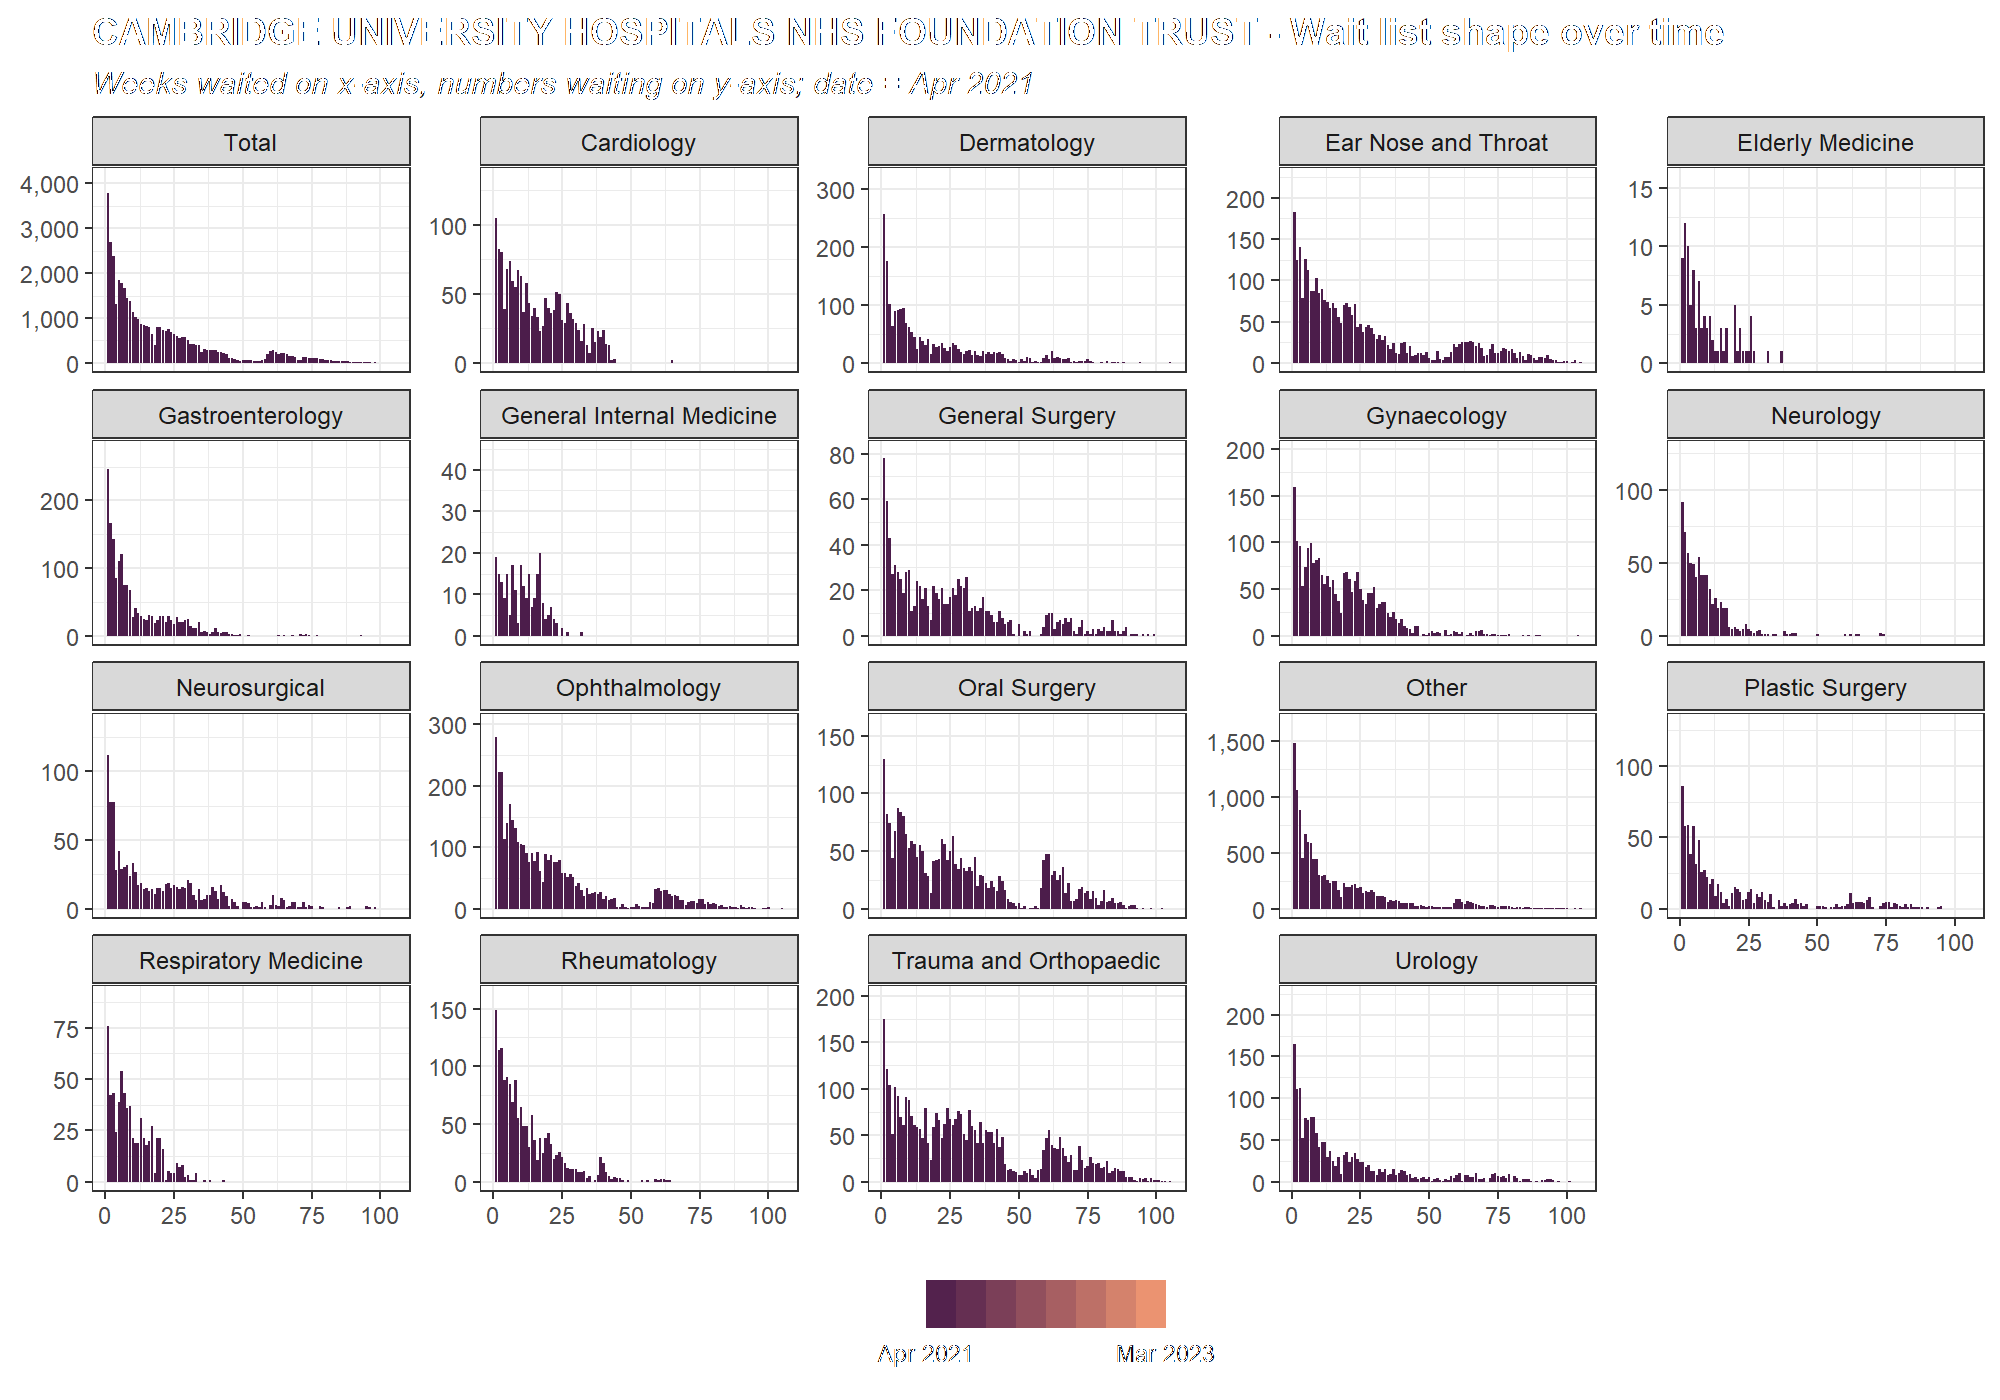 CAMBRIDGE UNIVERSITY HOSPITALS NHS FOUNDATION TRUST - Wait list shape over time
Weeks waited on x-axis, numbers waiting on y-axis; date = Apr 2021
Total Cardiology Dermatology Ear Nose and Throat Elderly Medicine
4,000 3,000 2,000 1,000 0
100 50 0
300 200 100 0
200 150 100 50 0
15 10 5 0
Gastroenterology General Internal Medicine General Surgery Gynaecology Neurology
200 100 0
40 30 20 10 0
80 60 40 20 0
200 150 100 50 0
100 50 0
Neurosurgical Ophthalmology Oral Surgery Other Plastic Surgery
100 50 0
300 200 100 0
150 100 50 0
1,500 1,000 500 0
100 50 0
0 25 50 75 100
Respiratory Medicine Rheumatology Trauma and Orthopaedic Urology
75 50 25 0
150 100 50 0
200 150 100 50 0
200 150 100 50 0
0 25 50 75 100 0 25 50 75 100 0 25 50 75 100 0 25 50 75 100
Apr 2021 Mar 2023